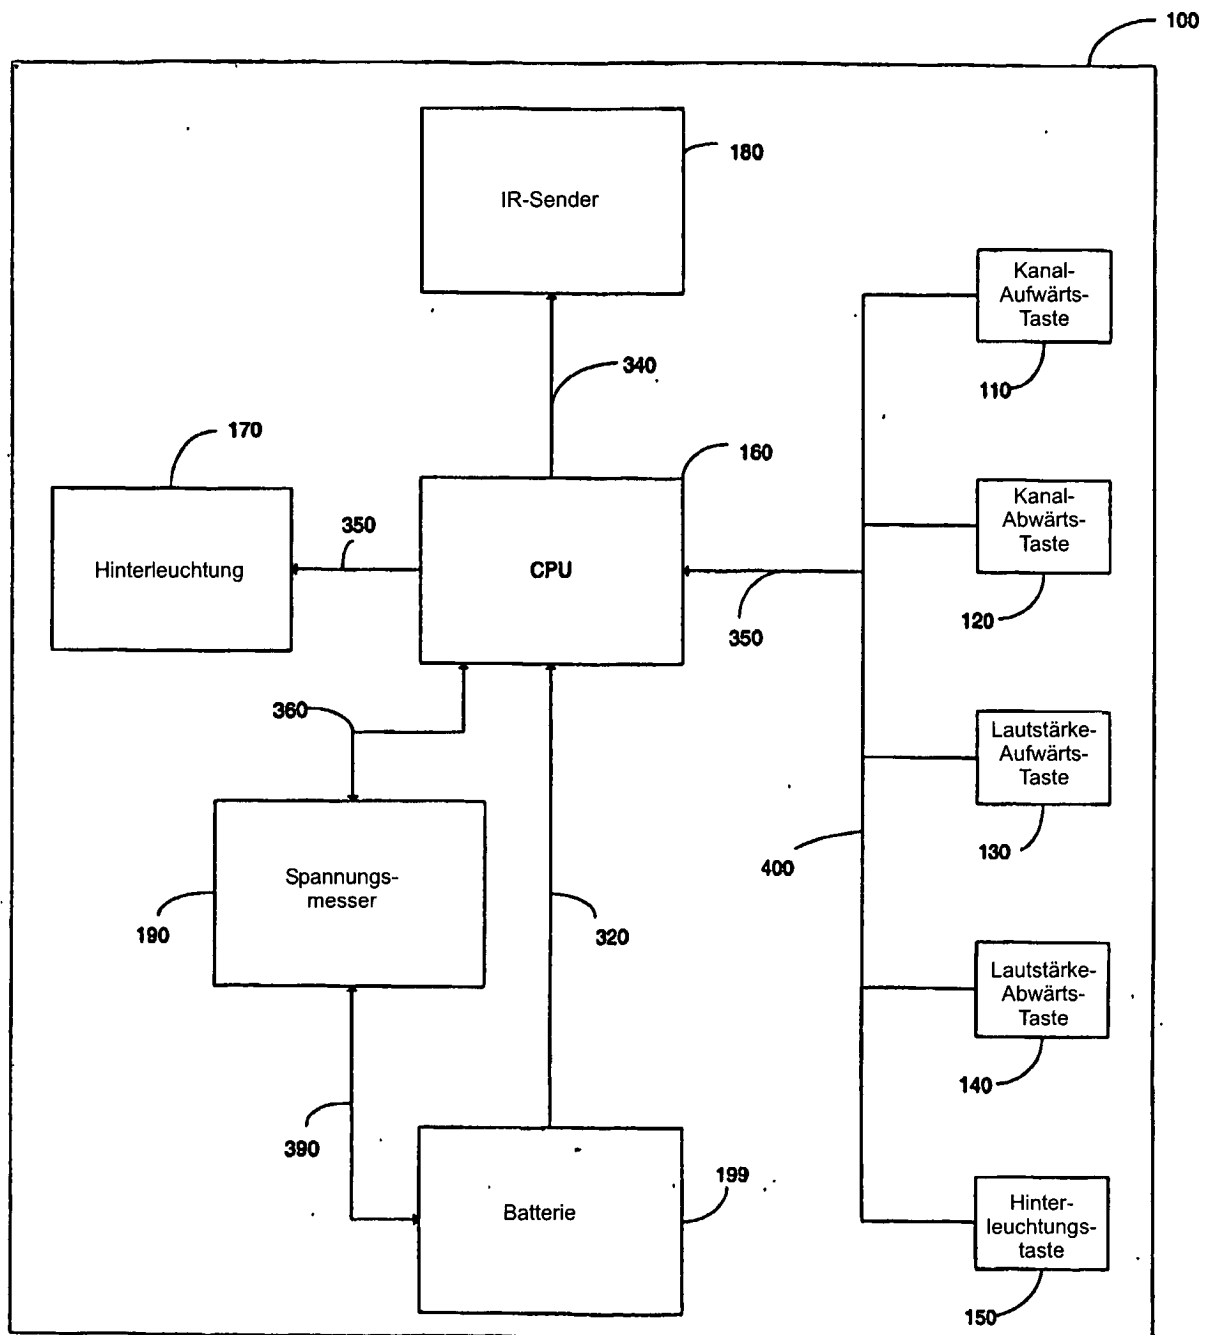 100
180
IR-Sender
Kanal-
Aufwärts-
Taste
340
110
170
160
Kanal-
Abwärts-
Taste
350
Hinterleuchtung
CPU
120
350
360
Lautstärke-
Aufwärts-
Taste
130
400
Spannungs-
messer
190
320
Lautstärke-
Abwärts-
Taste
140
390
199
Batterie
Hinter-
leuchtungs-
taste
150